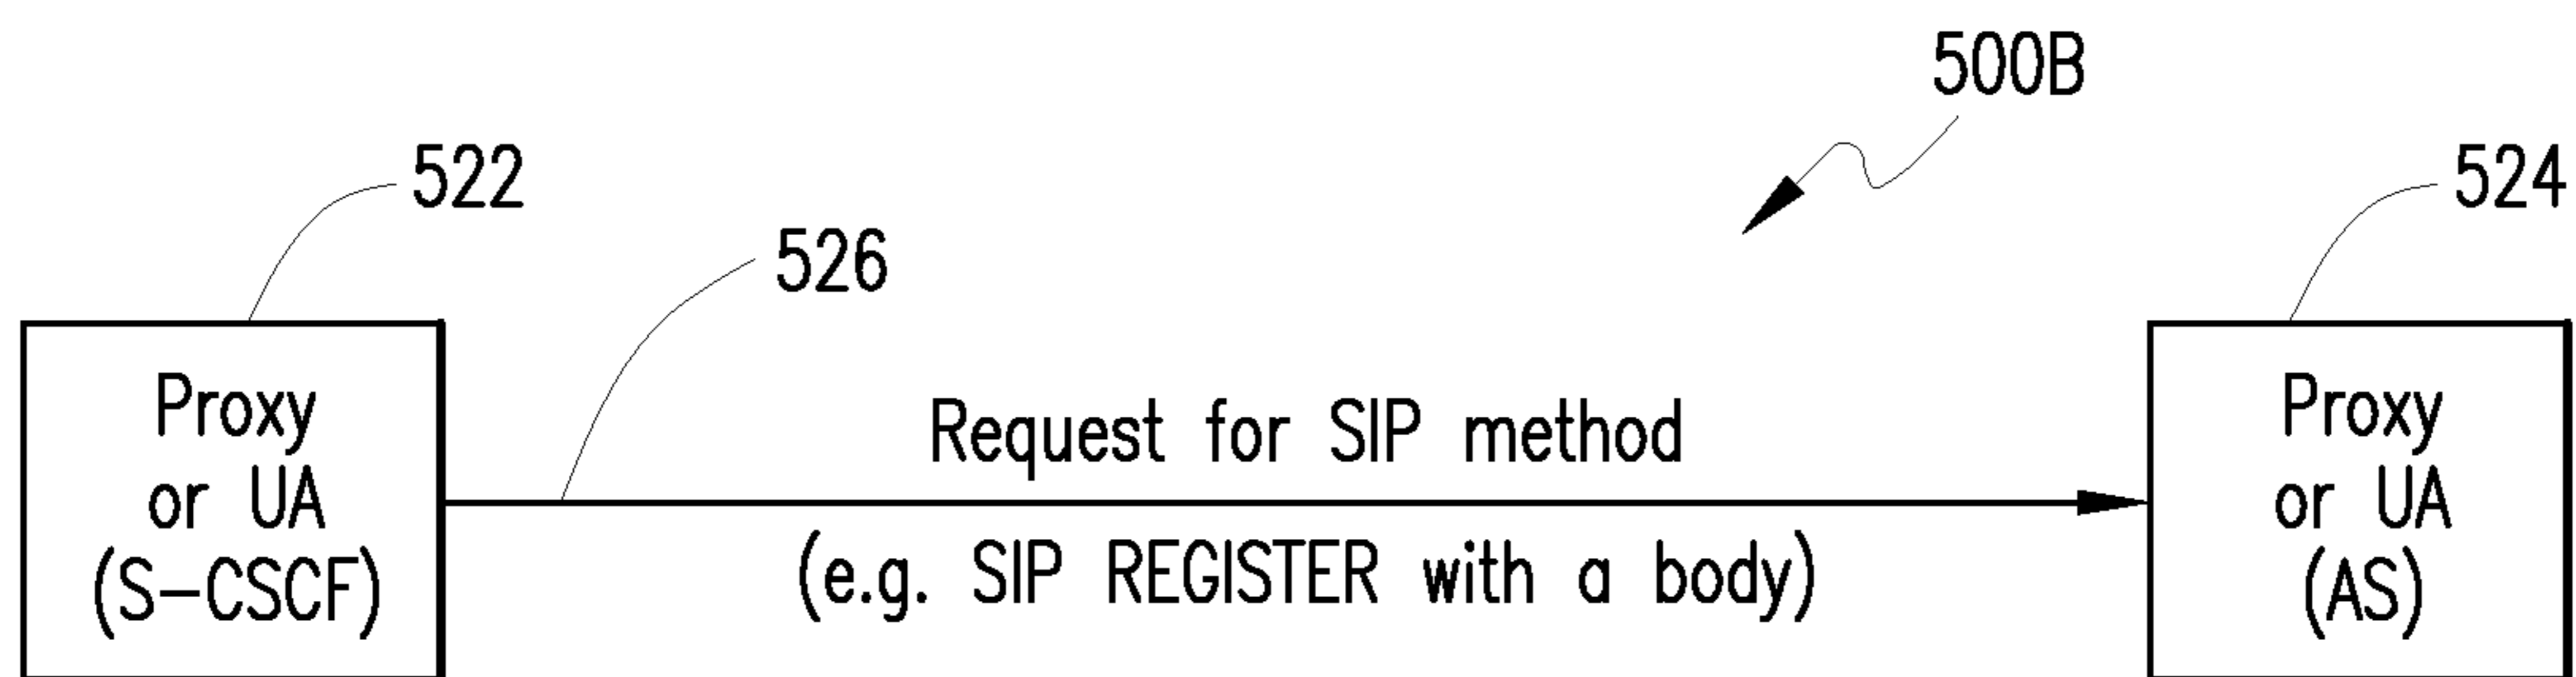 500B
522
524
526
Proxy
or UA
(S-CSCF)
Request for SIP method
(e.g. SIP REGISTER with a body)
Proxy
or UA
(AS)